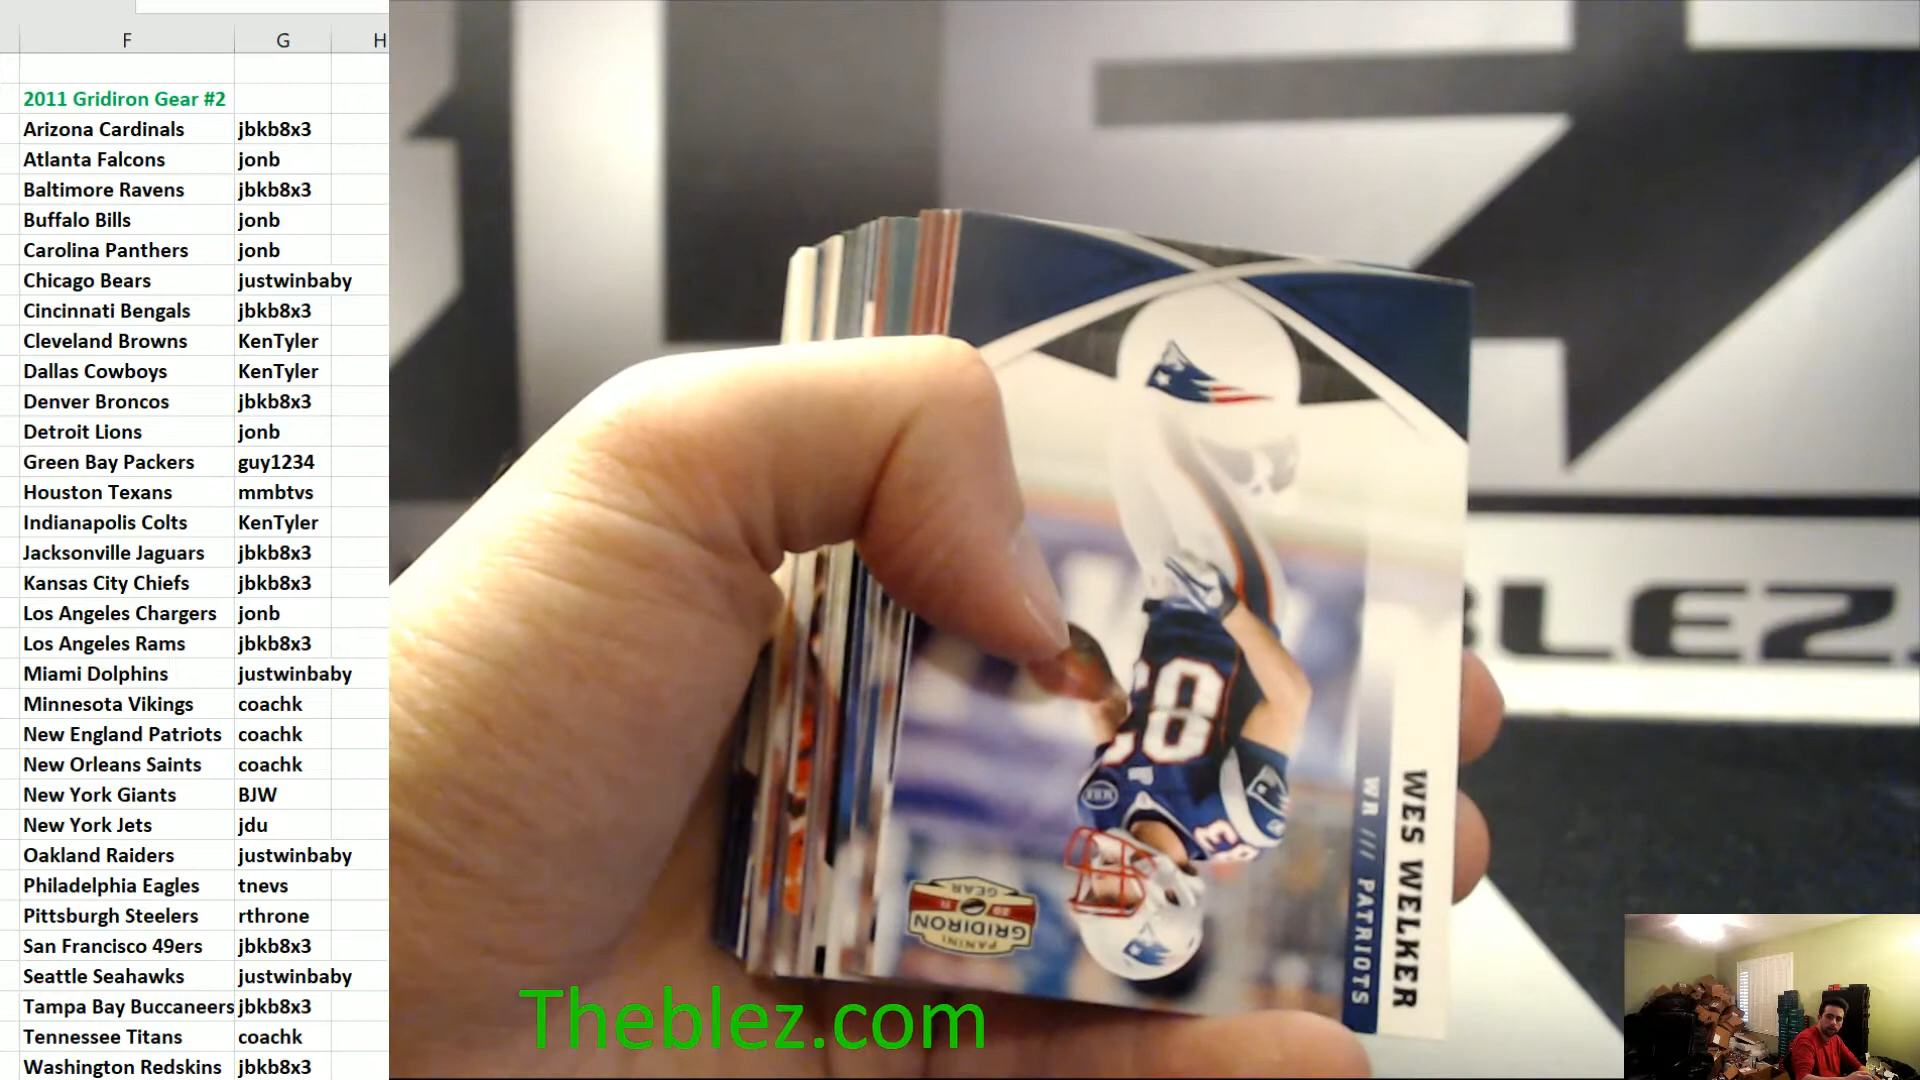 F G H
2011 Gridiron Gear #2
Arizona Cardinals jbkb8x3
Atlanta Falcons jonb
Baltimore Ravens jbkb8x3
Buffalo Bills jonb
Carolina Panthers jonb
Chicago Bears justwinbaby
Cincinnati Bengals jbkb8x3
Cleveland Browns KenTyler
Dallas Cowboys KenTyler
Denver Broncos jbkb8x3
Detroit Lions jonb
Green Bay Packers guy1234
Houston Texans mmbtvs
Indianapolis Colts KenTyler
Jacksonville Jaguars jbkb8x3
Kansas City Chiefs jbkb8x3
Los Angeles Chargers jonb
Los Angeles Rams jbkb8x3
Miami Dolphins justwinbaby
Minnesota Vikings coachk
New England Patriots coachk
New Orleans Saints coachk
New York Giants BJW
New York Jets jdu
Oakland Raiders justwinbaby
Philadelphia Eagles tnevs
Pittsburgh Steelers rthrone
San Francisco 49ers jbkb8x3
Seattle Seahawks justwinbaby
Tampa Bay Buccaneers jbkb8x3
Tennessee Titans coachk
Washington Redskins jbkb8x3
WES WELKER
WR /// PATRIOTS
83
PANINI
GRIDIRON
GEAR
BLEZ.
Theblez.com